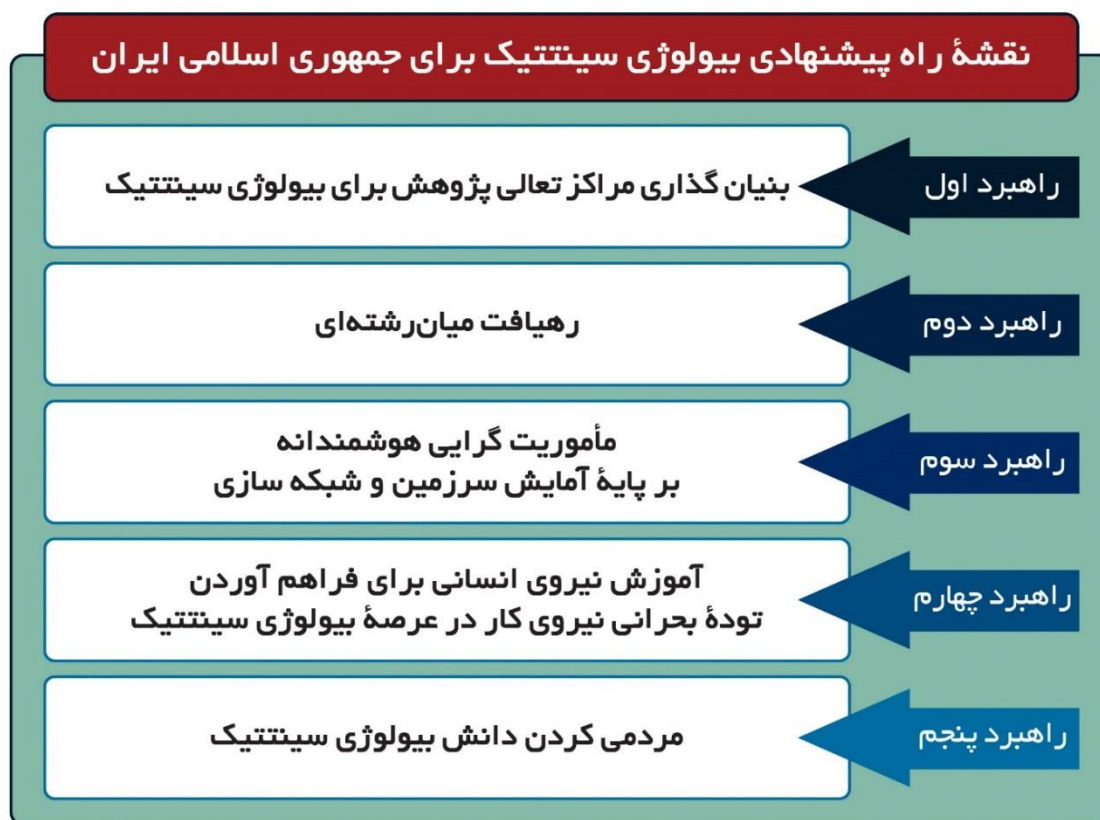 نقشهٔ راه پیشنهادی بیولوژی سینتتیک برای جمهوری اسلامی ایران
راهبرد اول
بنیان گذاری مراکز تعالی پژوهش برای بیولوژی سینتتیک
راهبرد دوم
رهیافت میان‌رشته‌ای
راهبرد سوم
مأموریت گرایی هوشمندانه
بر پایهٔ آمایش سرزمین و شبکه سازی
راهبرد چهارم
آموزش نیروی انسانی برای فراهم آوردن
تودهٔ بحرانی نیروی کار در عرصهٔ بیولوژی سینتتیک
راهبرد پنجم
مردمی کردن دانش بیولوژی سینتتیک